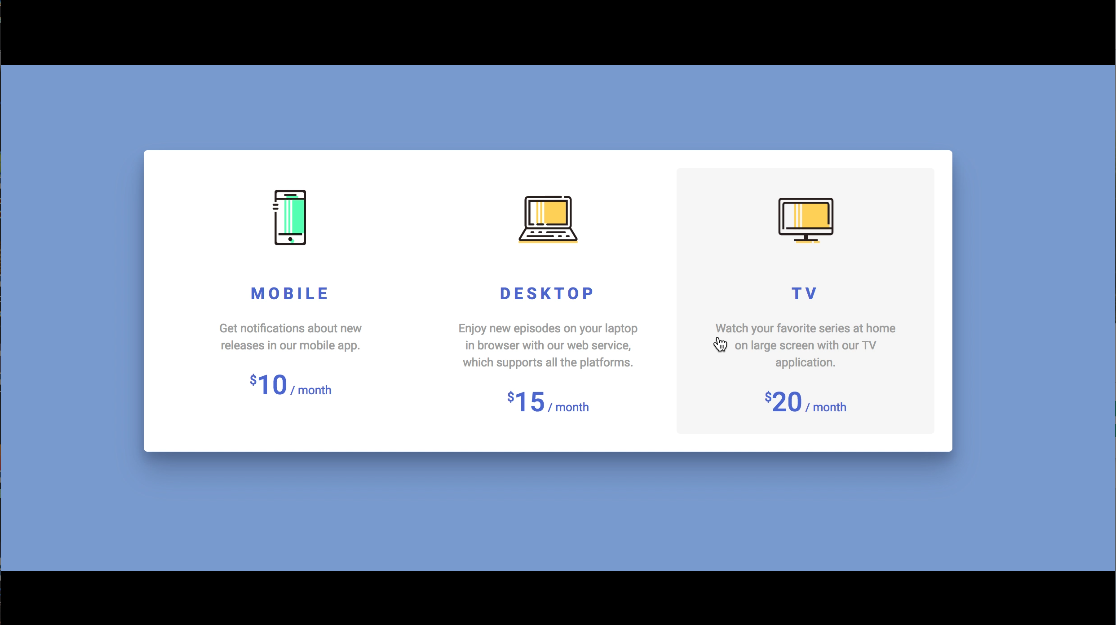 MOBILE
Get notifications about new
releases in our mobile app.
$10 / month
DESKTOP
Enjoy new episodes on your laptop
in browser with our web service,
which supports all the platforms.
$15 / month
TV
Watch your favorite series at home
on large screen with our TV
application.
$20 / month